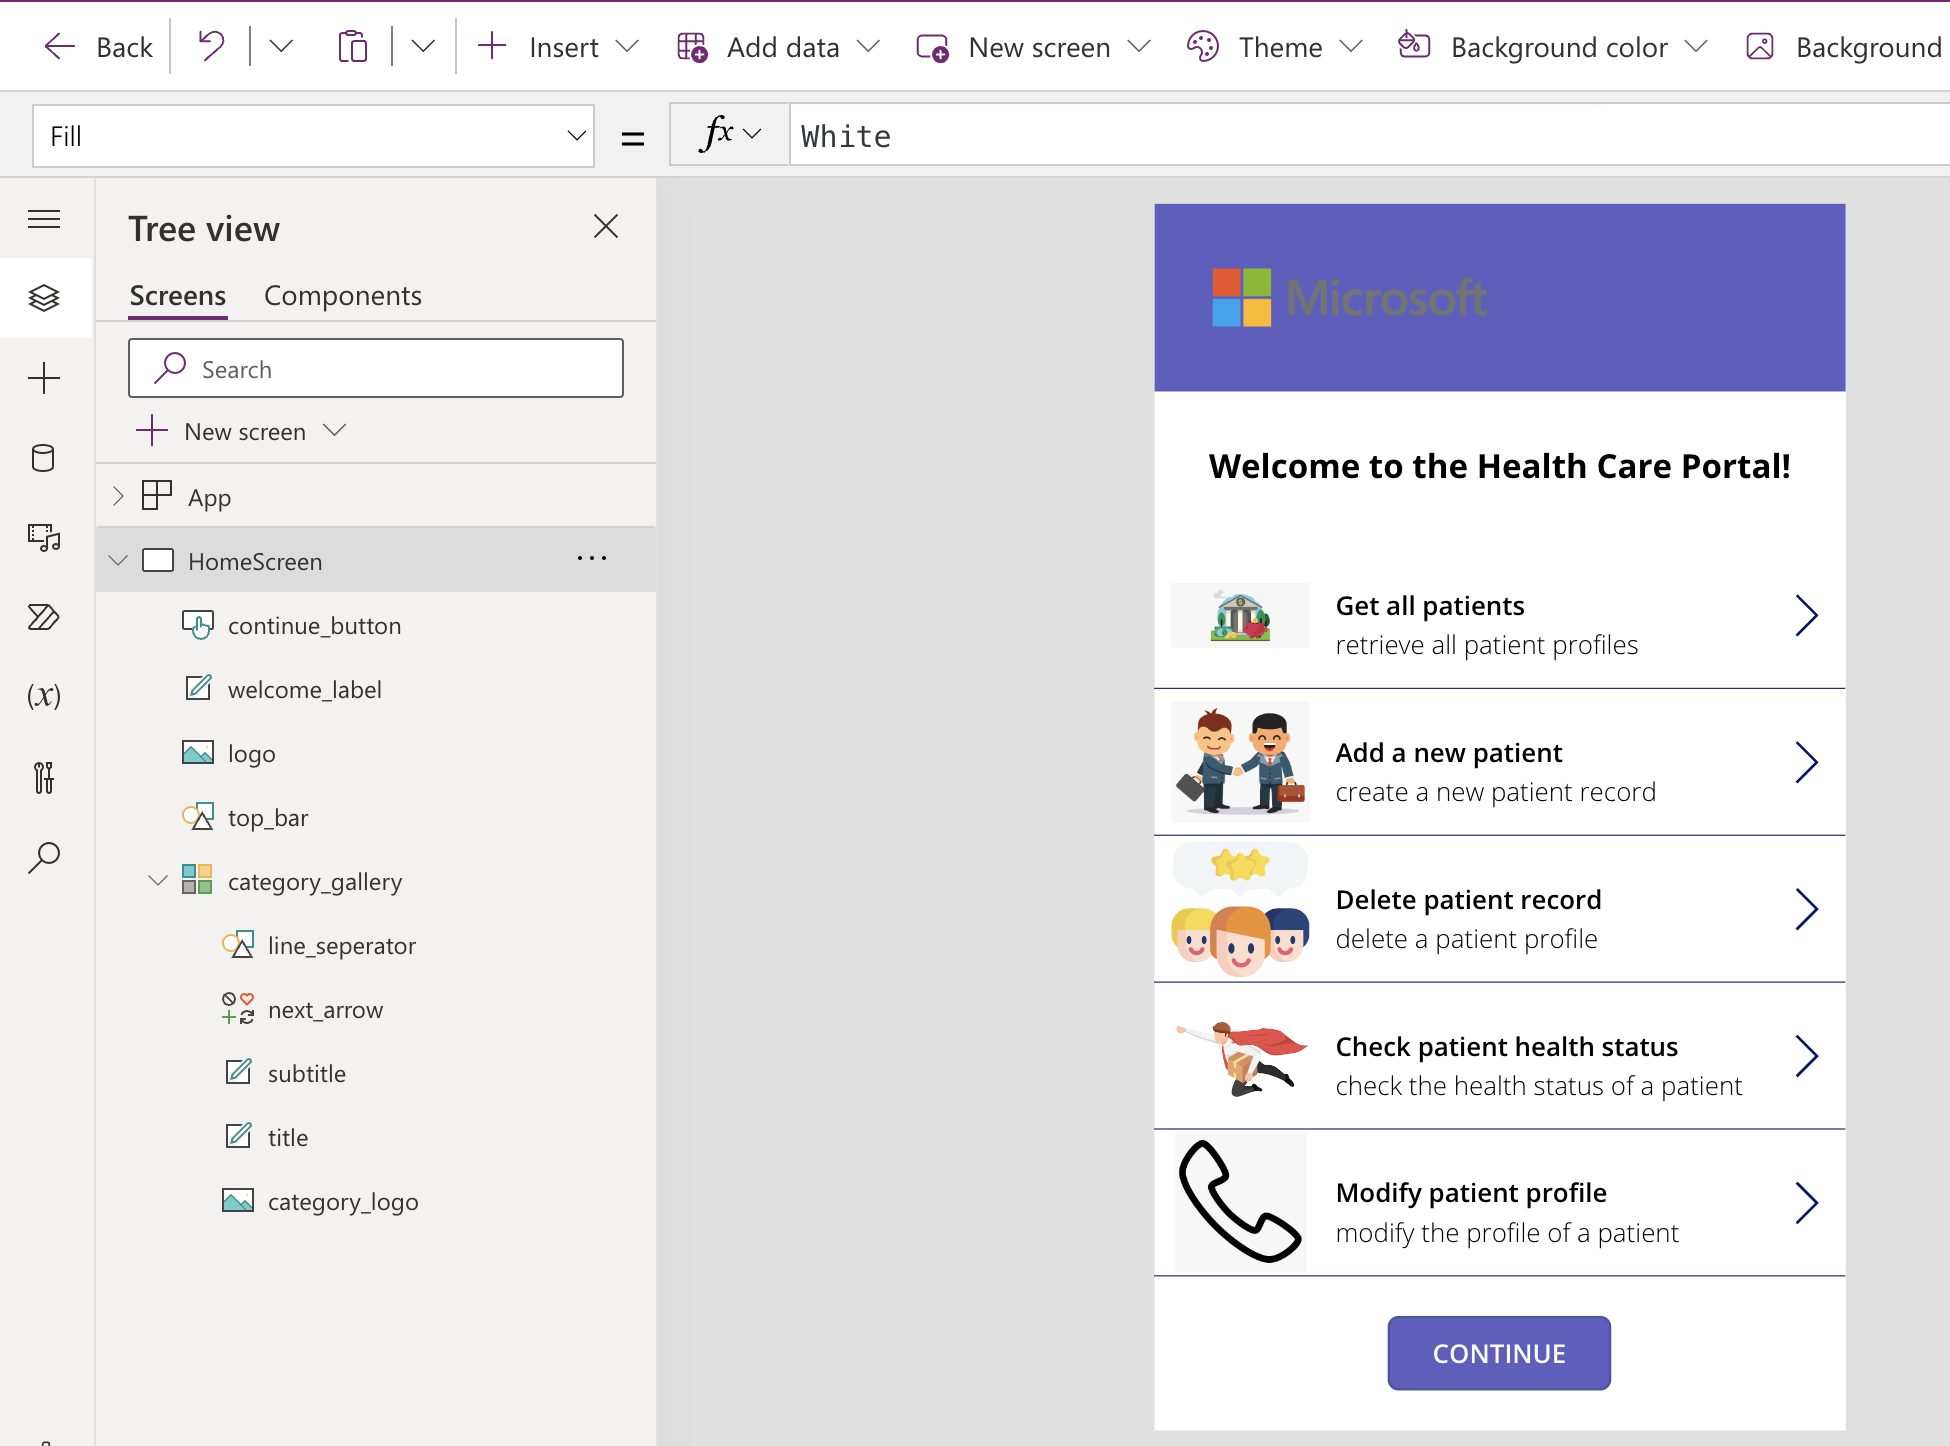 Back
Insert
Add data
New screen
Theme
Background color
Background
Fill
=
fx
White
Tree view
Screens
Components
Search
New screen
App
HomeScreen
continue_button
welcome_label
logo
top_bar
category_gallery
line_seperator
next_arrow
subtitle
title
category_logo
(x)
Microsoft
Welcome to the Health Care Portal!
Get all patients
retrieve all patient profiles
Add a new patient
create a new patient record
Delete patient record
delete a patient profile
Check patient health status
check the health status of a patient
Modify patient profile
modify the profile of a patient
CONTINUE